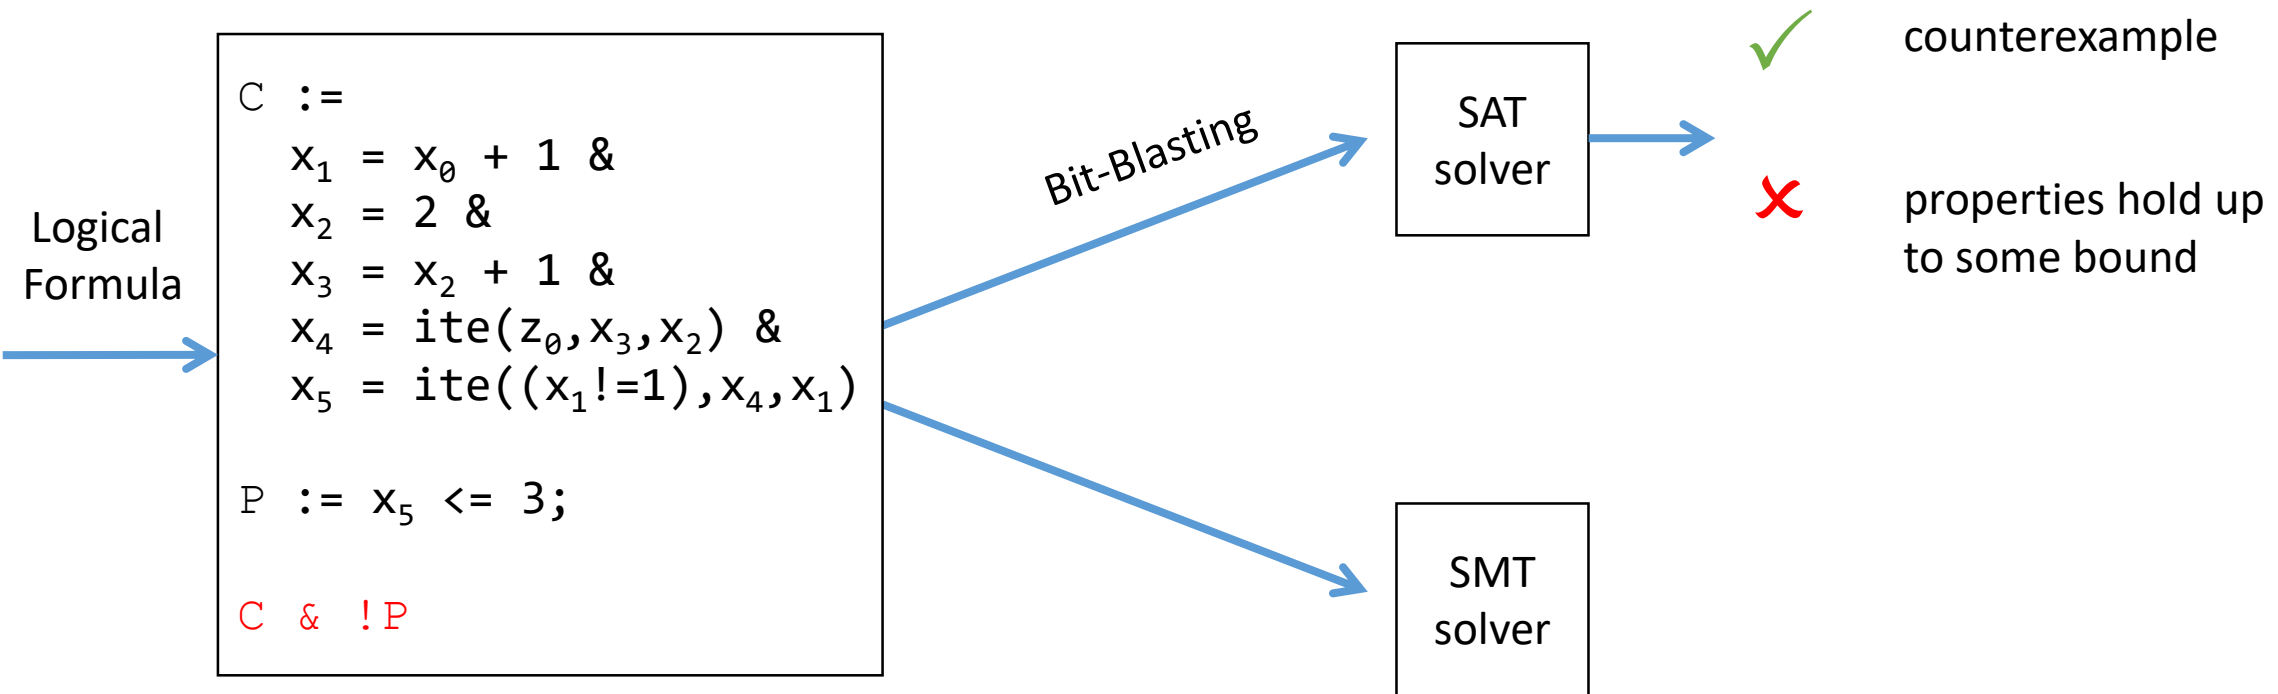 Logical
Formula
C :=
x₁ = x₀ + 1 &
x₂ = 2 &
x₃ = x₂ + 1 &
x₄ = ite(z₀,x₃,x₂) &
x₅ = ite((x₁!=1),x₄,x₁)
P := x₅ <= 3;
C & !P
Bit-Blasting
SAT
solver
✓ counterexample
✗ properties hold up
to some bound
SMT
solver